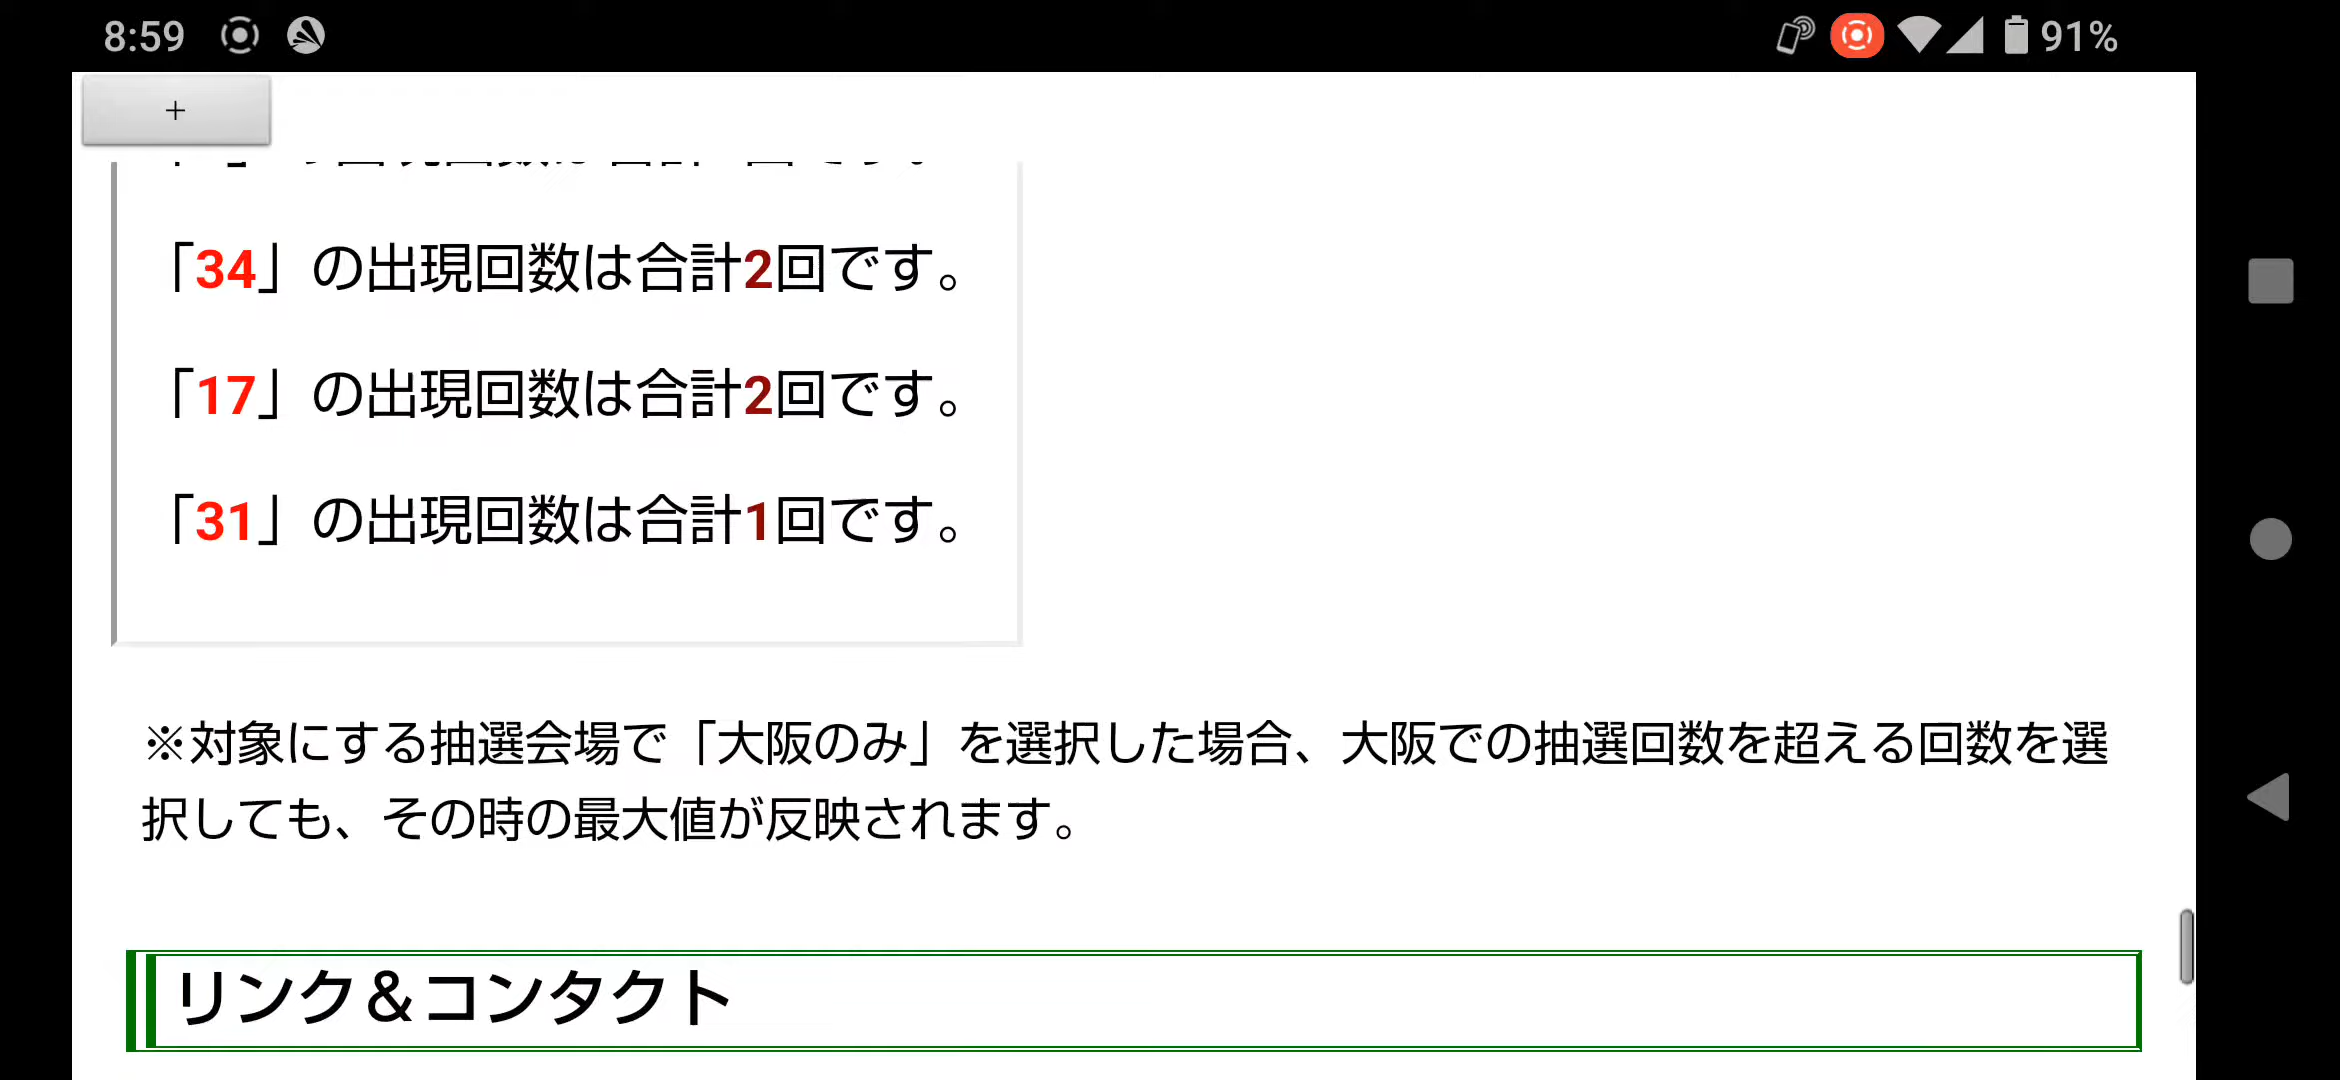 8:59
91%
+
「34」の出現回数は合計2回です。
「17」の出現回数は合計2回です。
「31」の出現回数は合計1回です。
※対象にする抽選会場で「大阪のみ」を選択した場合、大阪での抽選回数を超える回数を選
択しても、その時の最大値が反映されます。
リンク＆コンタクト